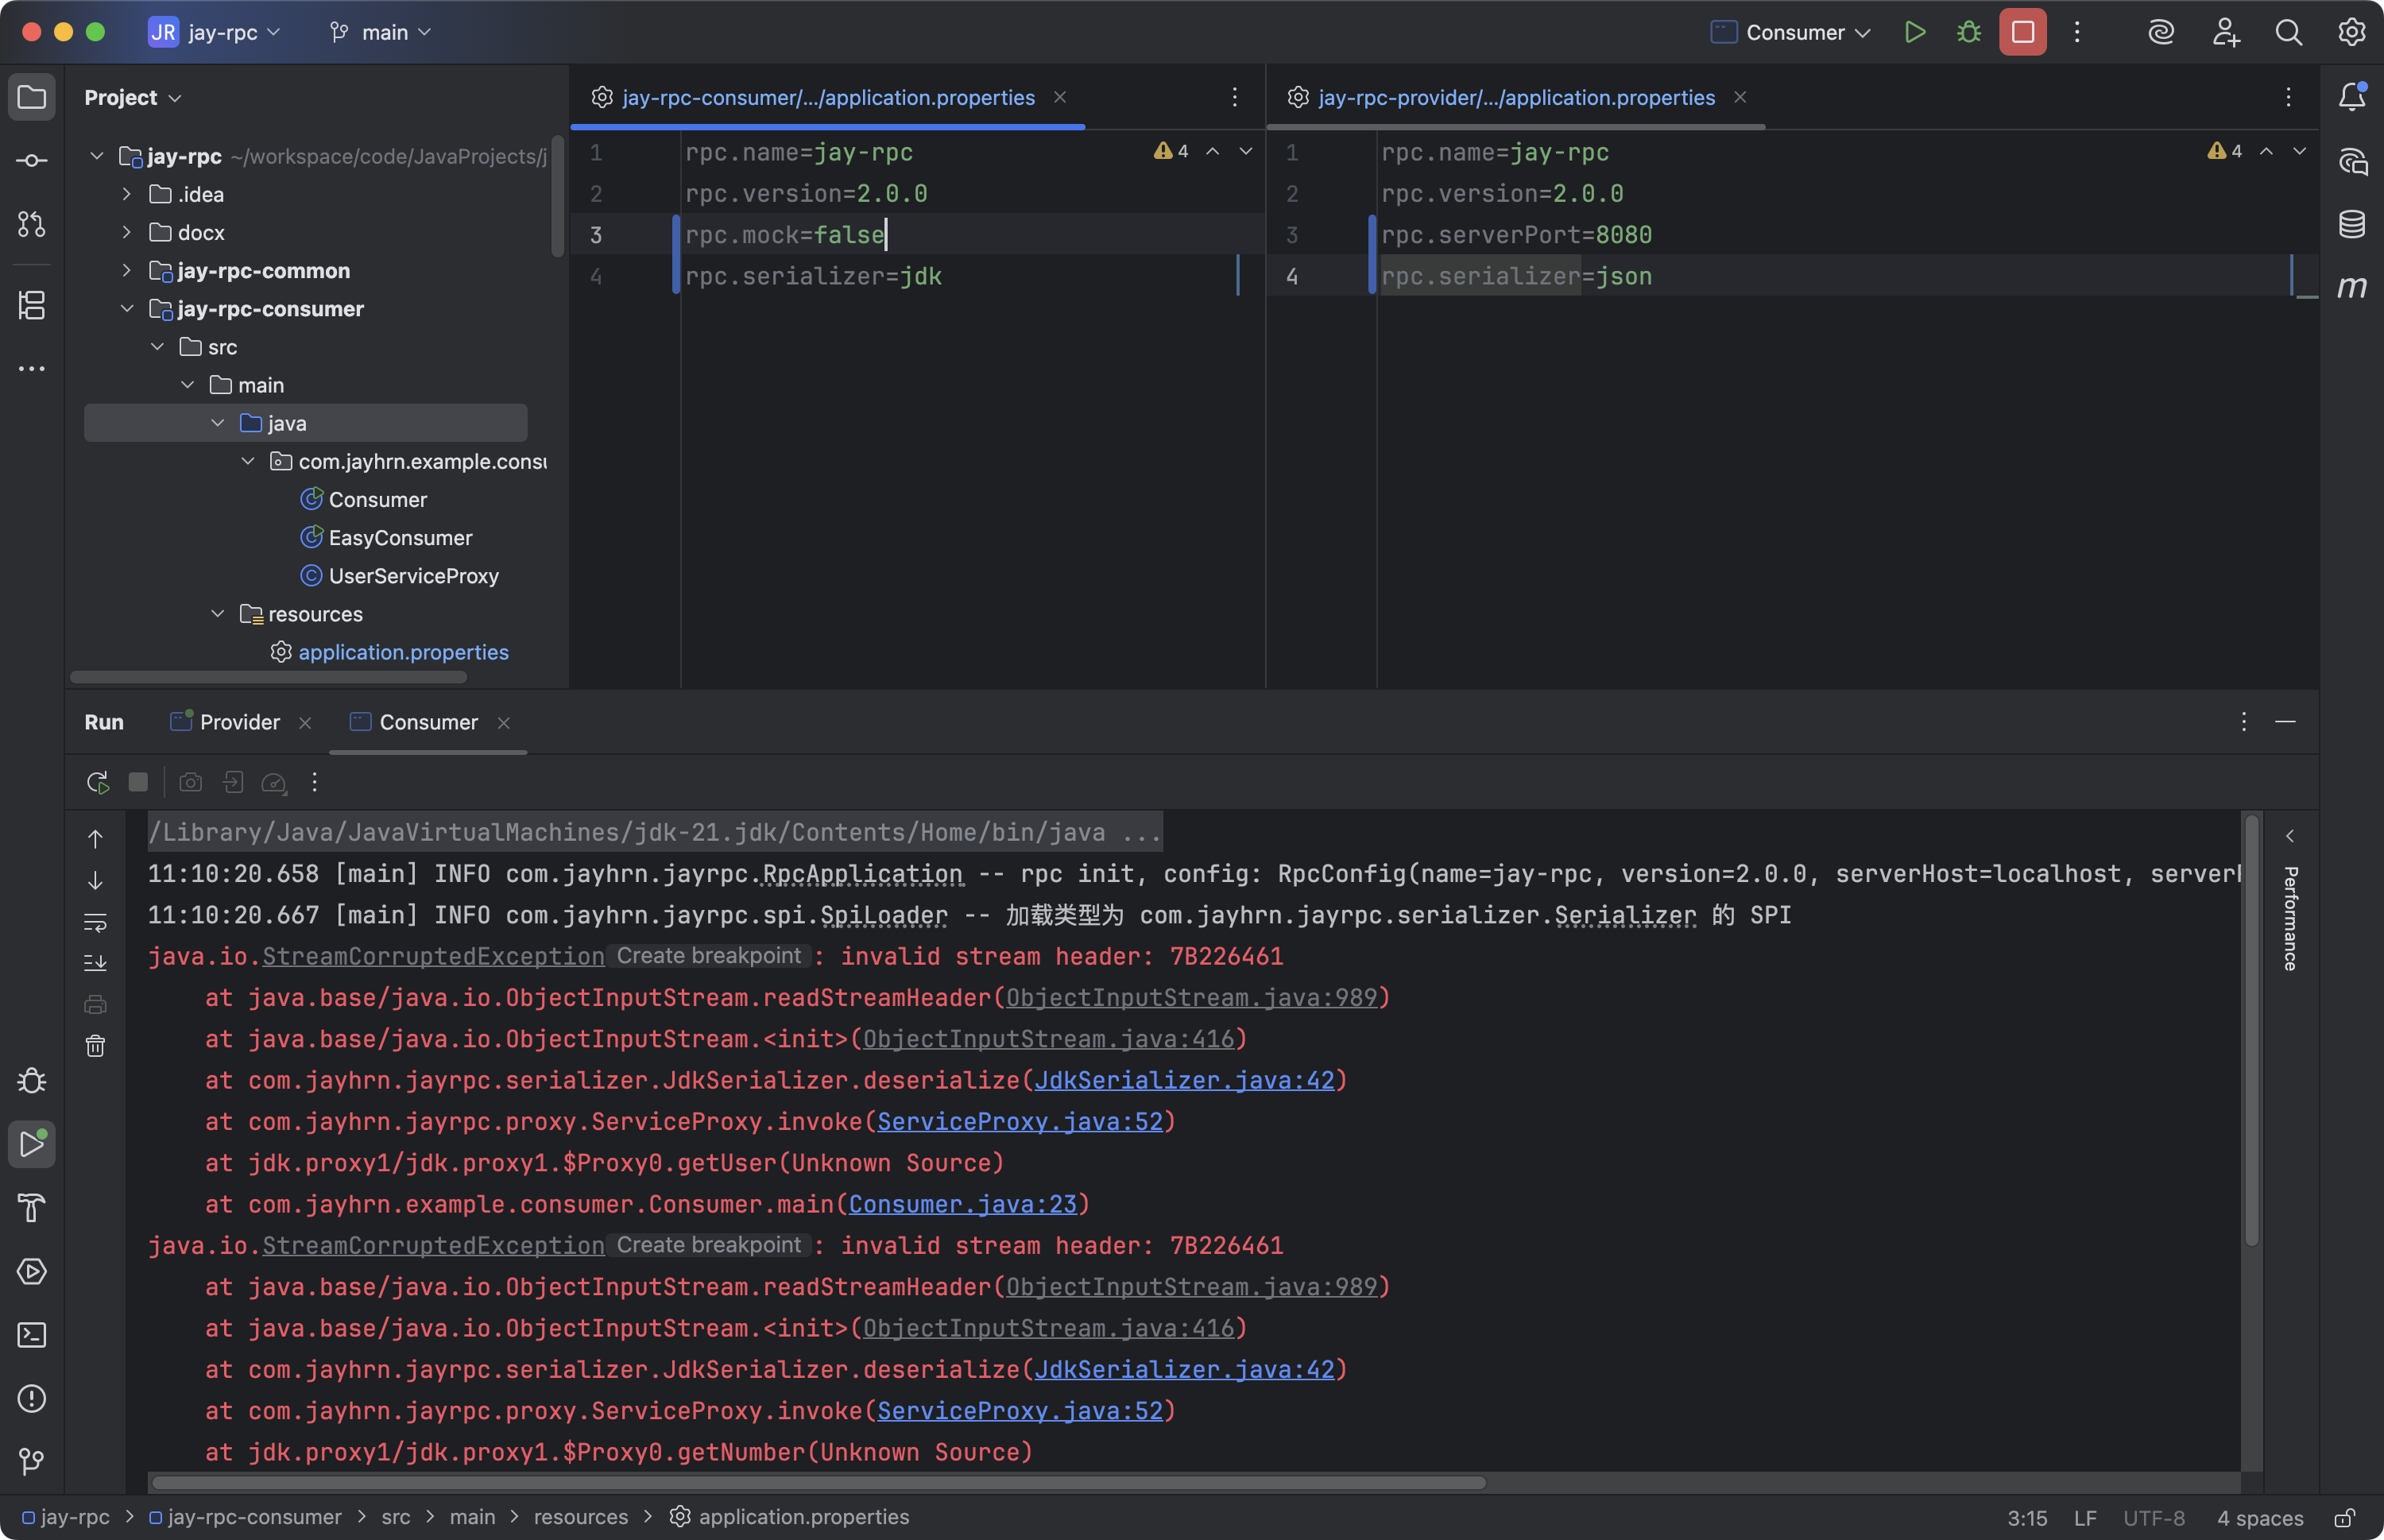 JR jay-rpc main Consumer
Project
jay-rpc ~/workspace/code/JavaProjects/j
.idea
docx
jay-rpc-common
jay-rpc-consumer
src
main
java
com.jayhrn.example.consu
Consumer
EasyConsumer
UserServiceProxy
resources
application.properties
jay-rpc-consumer/.../application.properties
1 rpc.name=jay-rpc
2 rpc.version=2.0.0
3 rpc.mock=false
4 rpc.serializer=jdk
4
jay-rpc-provider/.../application.properties
1 rpc.name=jay-rpc
2 rpc.version=2.0.0
3 rpc.serverPort=8080
4 rpc.serializer=json
4
m
Run Provider Consumer
/Library/Java/JavaVirtualMachines/jdk-21.jdk/Contents/Home/bin/java ...
11:10:20.658 [main] INFO com.jayhrn.jayrpc.RpcApplication -- rpc init, config: RpcConfig(name=jay-rpc, version=2.0.0, serverHost=localhost, server
11:10:20.667 [main] INFO com.jayhrn.jayrpc.spi.SpiLoader -- 加载类型为 com.jayhrn.jayrpc.serializer.Serializer 的 SPI
java.io.StreamCorruptedException Create breakpoint : invalid stream header: 7B226461
at java.base/java.io.ObjectInputStream.readStreamHeader(ObjectInputStream.java:989)
at java.base/java.io.ObjectInputStream.<init>(ObjectInputStream.java:416)
at com.jayhrn.jayrpc.serializer.JdkSerializer.deserialize(JdkSerializer.java:42)
at com.jayhrn.jayrpc.proxy.ServiceProxy.invoke(ServiceProxy.java:52)
at jdk.proxy1/jdk.proxy1.$Proxy0.getUser(Unknown Source)
at com.jayhrn.example.consumer.Consumer.main(Consumer.java:23)
java.io.StreamCorruptedException Create breakpoint : invalid stream header: 7B226461
at java.base/java.io.ObjectInputStream.readStreamHeader(ObjectInputStream.java:989)
at java.base/java.io.ObjectInputStream.<init>(ObjectInputStream.java:416)
at com.jayhrn.jayrpc.serializer.JdkSerializer.deserialize(JdkSerializer.java:42)
at com.jayhrn.jayrpc.proxy.ServiceProxy.invoke(ServiceProxy.java:52)
at jdk.proxy1/jdk.proxy1.$Proxy0.getNumber(Unknown Source)
Performance
jay-rpc > jay-rpc-consumer > src > main > resources > application.properties
3:15 LF UTF-8 4 spaces